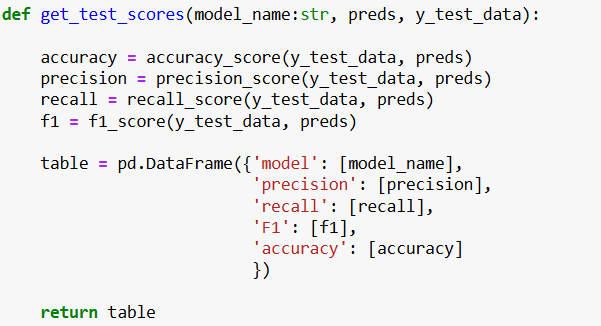 def get_test_scores(model_name:str, preds, y_test_data):
accuracy = accuracy_score(y_test_data, preds)
precision = precision_score(y_test_data, preds)
recall = recall_score(y_test_data, preds)
f1 = f1_score(y_test_data, preds)
table = pd.DataFrame({'model': [model_name],
'precision': [precision],
'recall': [recall],
'F1': [f1],
'accuracy': [accuracy]
})
return table